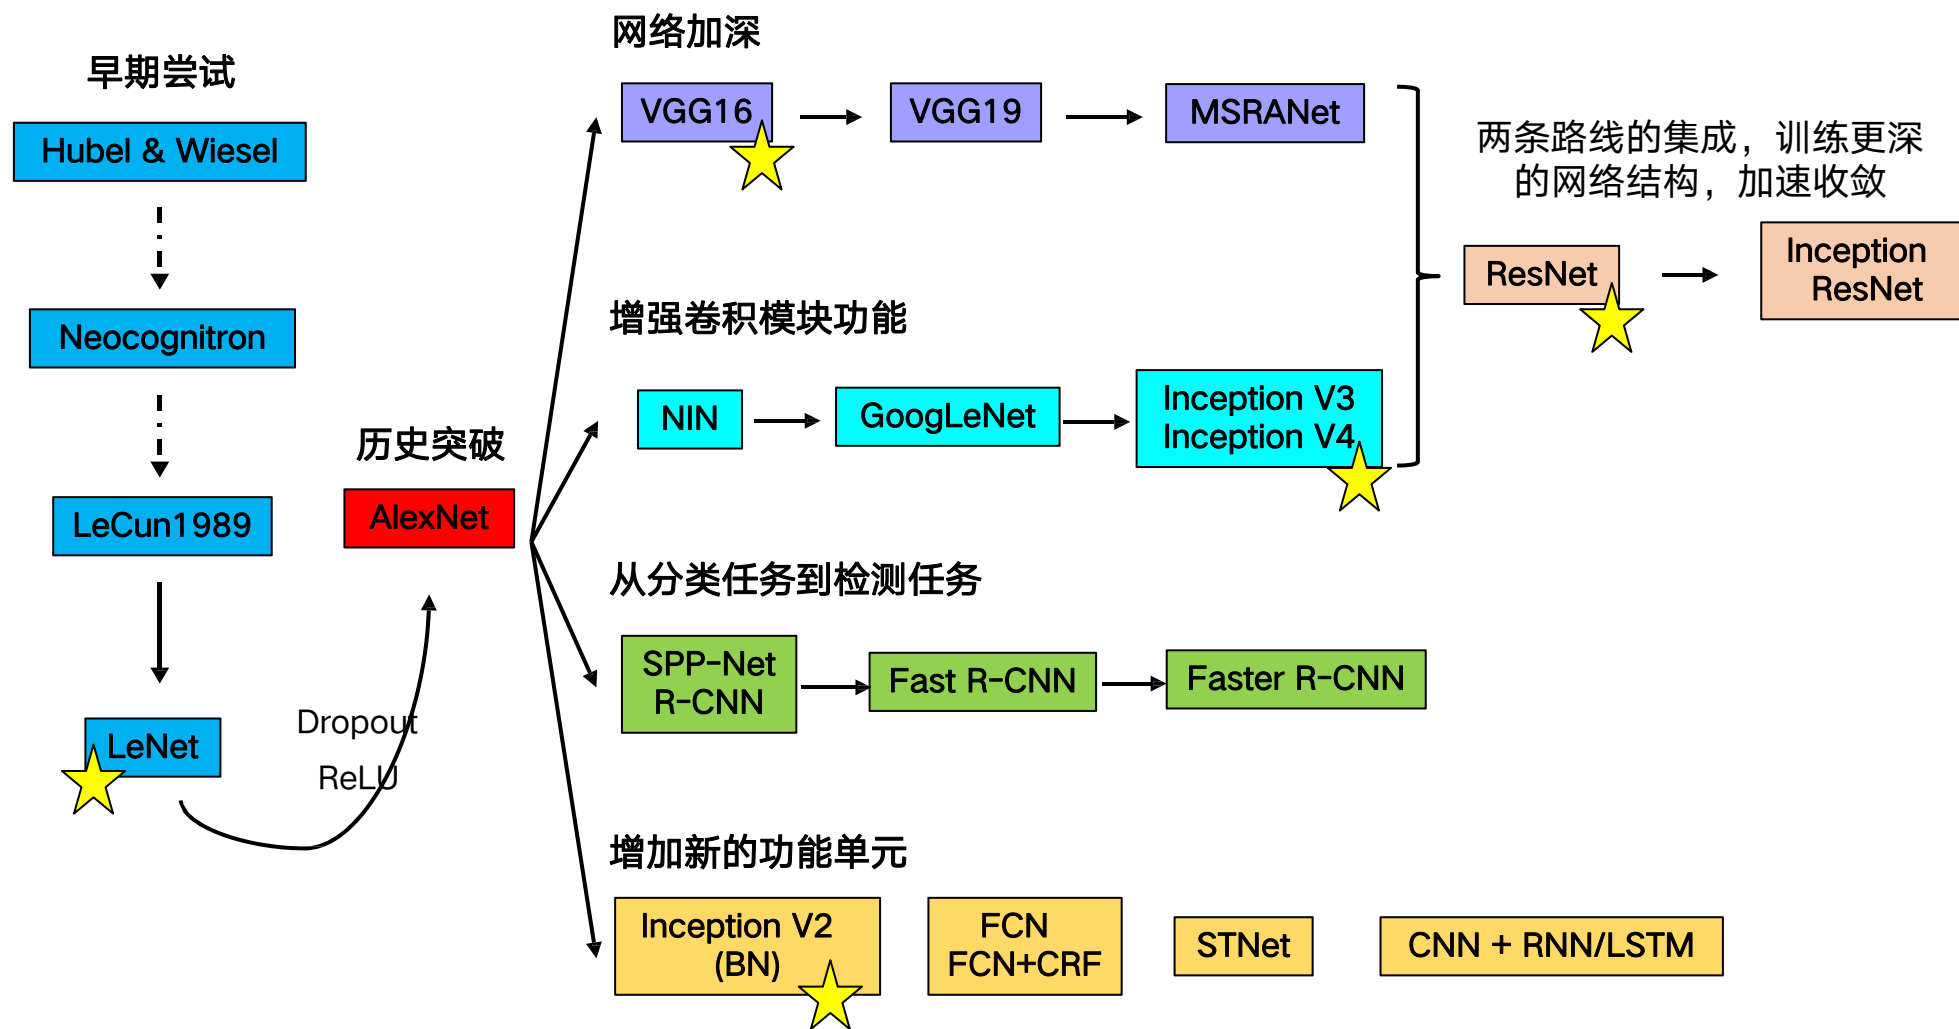 早期尝试
Hubel & Wiesel
Neocognitron
LeCun1989
LeNet
Dropout
ReLU
历史突破
AlexNet
网络加深
VGG16
VGG19
MSRANet
增强卷积模块功能
NIN
GoogLeNet
Inception V3
Inception V4
两条路线的集成，训练更深
的网络结构，加速收敛
ResNet
Inception
ResNet
从分类任务到检测任务
SPP-Net
R-CNN
Fast R-CNN
Faster R-CNN
增加新的功能单元
Inception V2
(BN)
FCN
FCN+CRF
STNet
CNN + RNN/LSTM